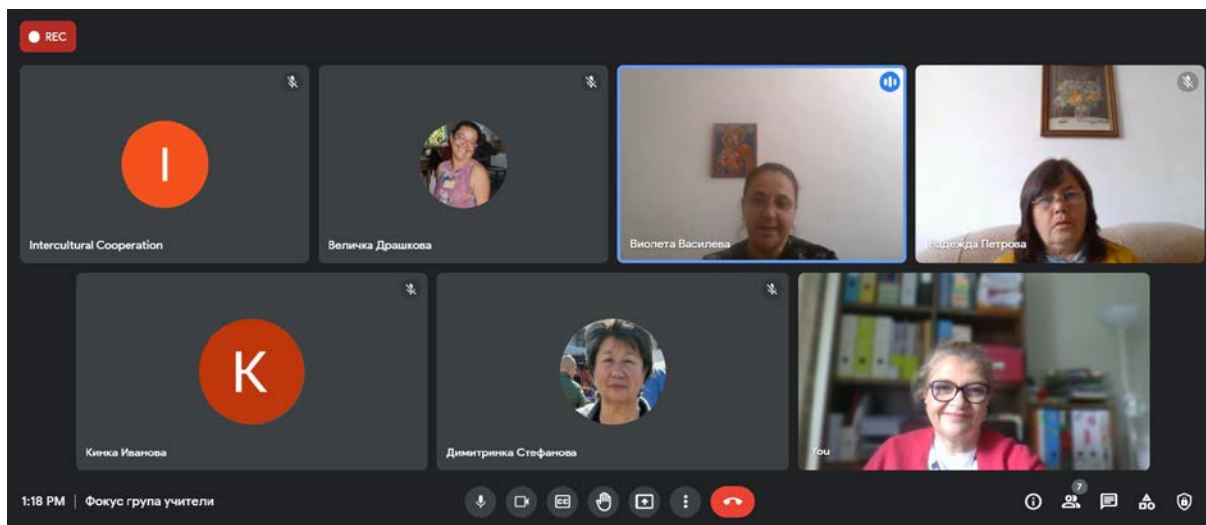 REC
I
Intercultural Cooperation
Величка Драшкова
Виолета Василева
Надежда Петрова
K
Кинка Иванова
Димитринка Стефанова
You
1:18 PM | Фокус група учители
CC
7